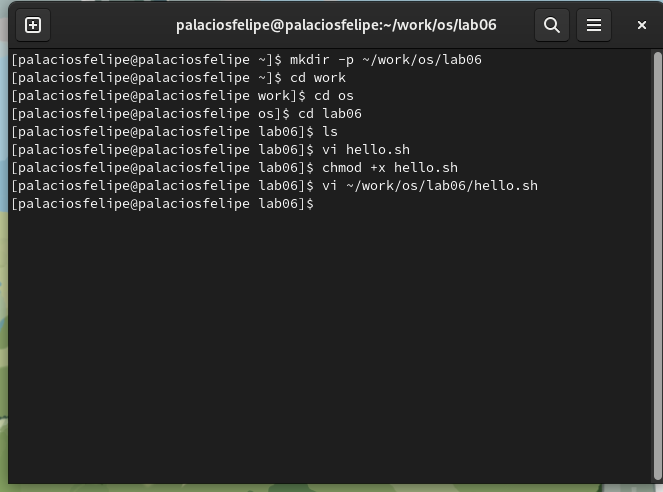 palaciosfelipe@palaciosfelipe:~/work/os/lab06
[palaciosfelipe@palaciosfelipe ~]$ mkdir -p ~/work/os/lab06
[palaciosfelipe@palaciosfelipe ~]$ cd work
[palaciosfelipe@palaciosfelipe work]$ cd os
[palaciosfelipe@palaciosfelipe os]$ cd lab06
[palaciosfelipe@palaciosfelipe lab06]$ ls
[palaciosfelipe@palaciosfelipe lab06]$ vi hello.sh
[palaciosfelipe@palaciosfelipe lab06]$ chmod +x hello.sh
[palaciosfelipe@palaciosfelipe lab06]$ vi ~/work/os/lab06/hello.sh
[palaciosfelipe@palaciosfelipe lab06]$